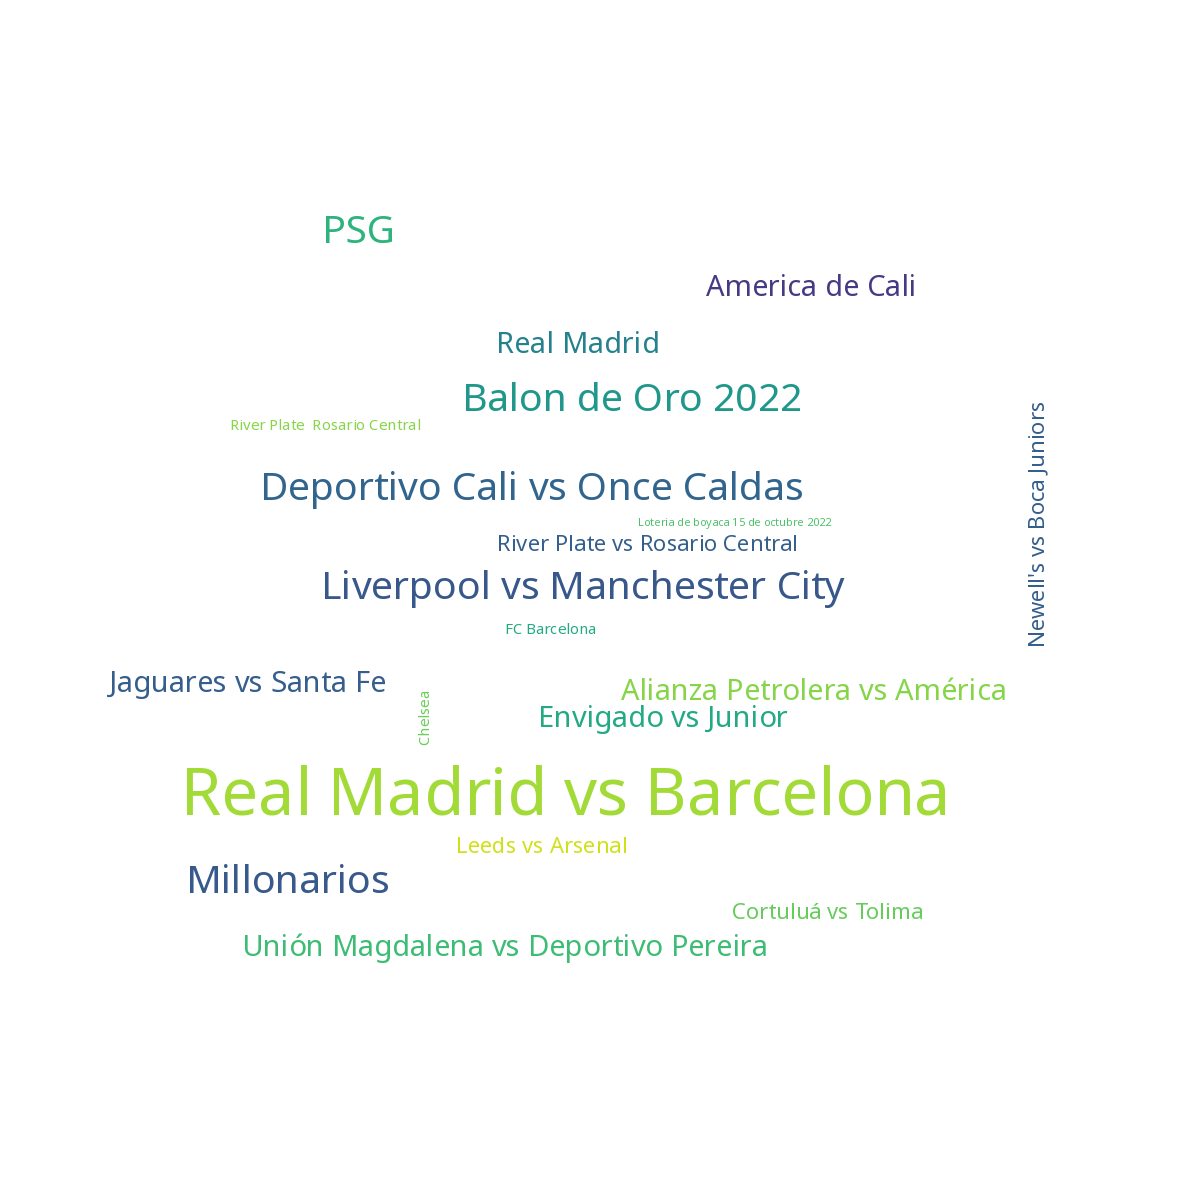 PSG
America de Cali
Real Madrid
Balon de Oro 2022
River Plate  Rosario Central
Newell's vs Boca Juniors
Deportivo Cali vs Once Caldas
Loteria de boyaca 15 de octubre 2022
River Plate vs Rosario Central
Liverpool vs Manchester City
FC Barcelona
Jaguares vs Santa Fe
Alianza Petrolera vs América
Chelsea
Envigado vs Junior
Real Madrid vs Barcelona
Leeds vs Arsenal
Millonarios
Cortuluá vs Tolima
Unión Magdalena vs Deportivo Pereira